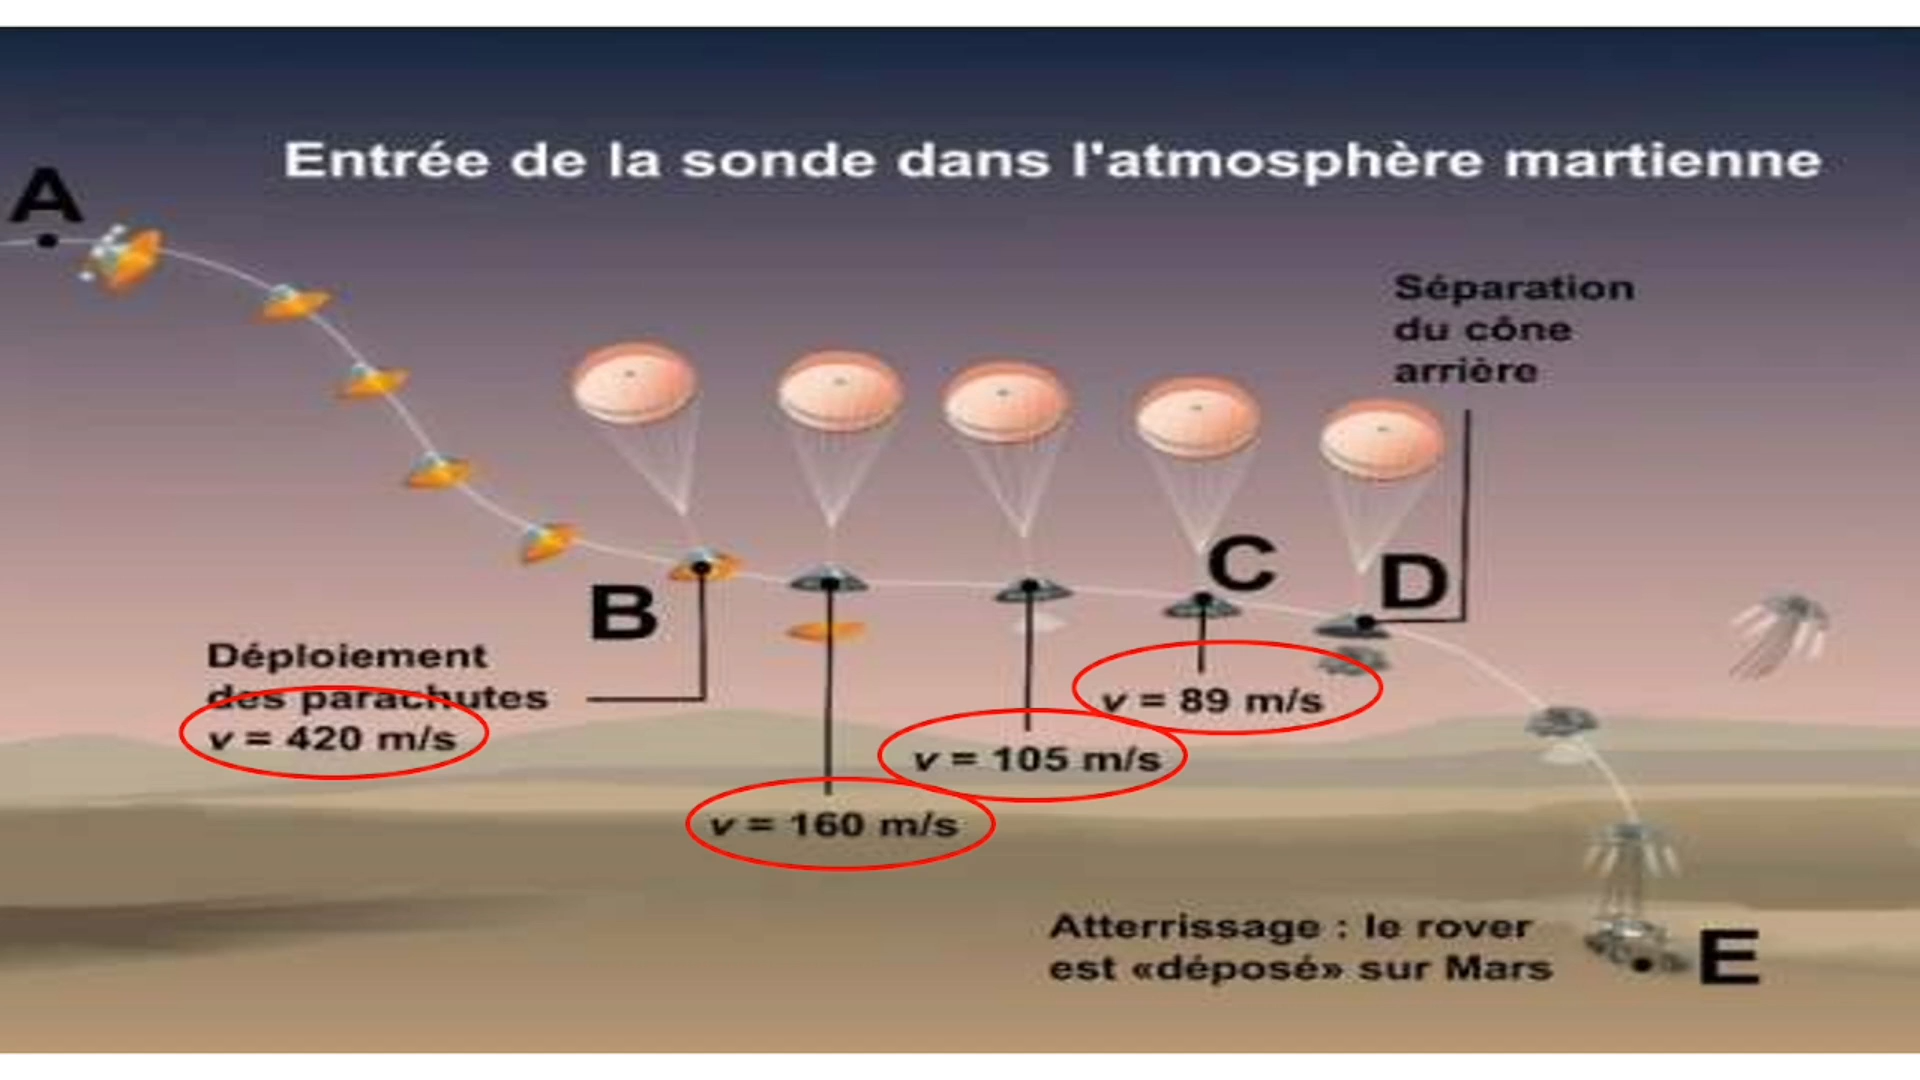 Entrée de la sonde dans l'atmosphère martienne
A
Séparation
du cône
arrière
B
C
D
Déploiement
des parachutes
v = 420 m/s
v = 89 m/s
v = 105 m/s
v = 160 m/s
Atterrissage : le rover
est «déposé» sur Mars
E